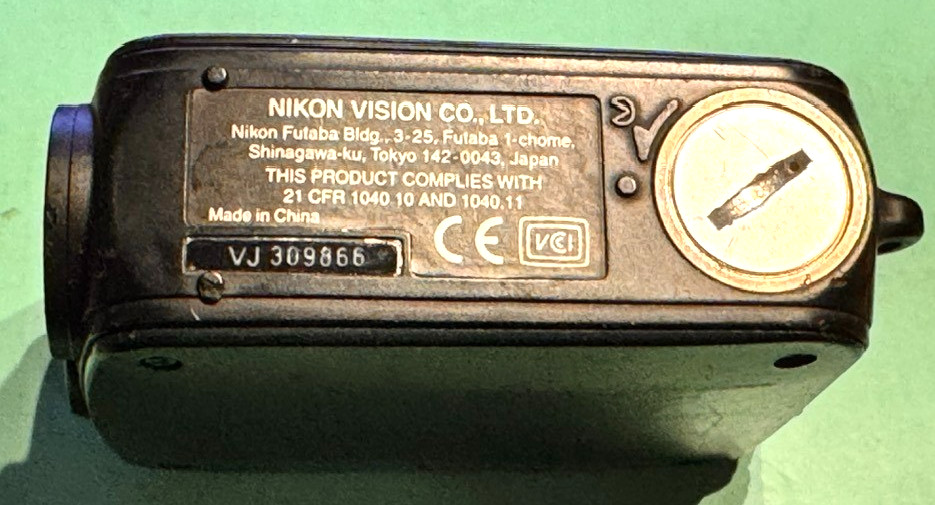 NIKON VISION CO., LTD.
Nikon Futaba Bldg., 3-25, Futaba 1-chome,
Shinagawa-ku, Tokyo 142-0043, Japan
THIS PRODUCT COMPLIES WITH
21 CFR 1040.10 AND 1040.11
Made in China
CE
VCI
VJ 309866